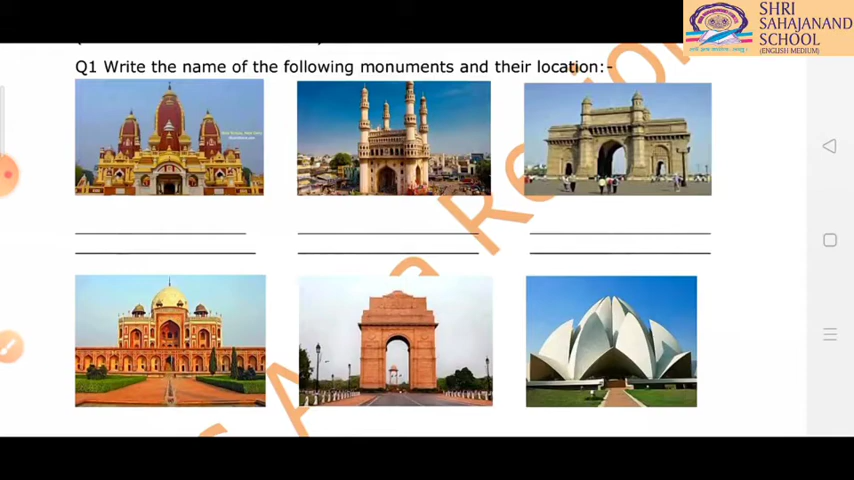 SHRI
SAHAJANAND
SCHOOL
(ENGLISH MEDIUM)
Q1 Write the name of the following monuments and their location:-